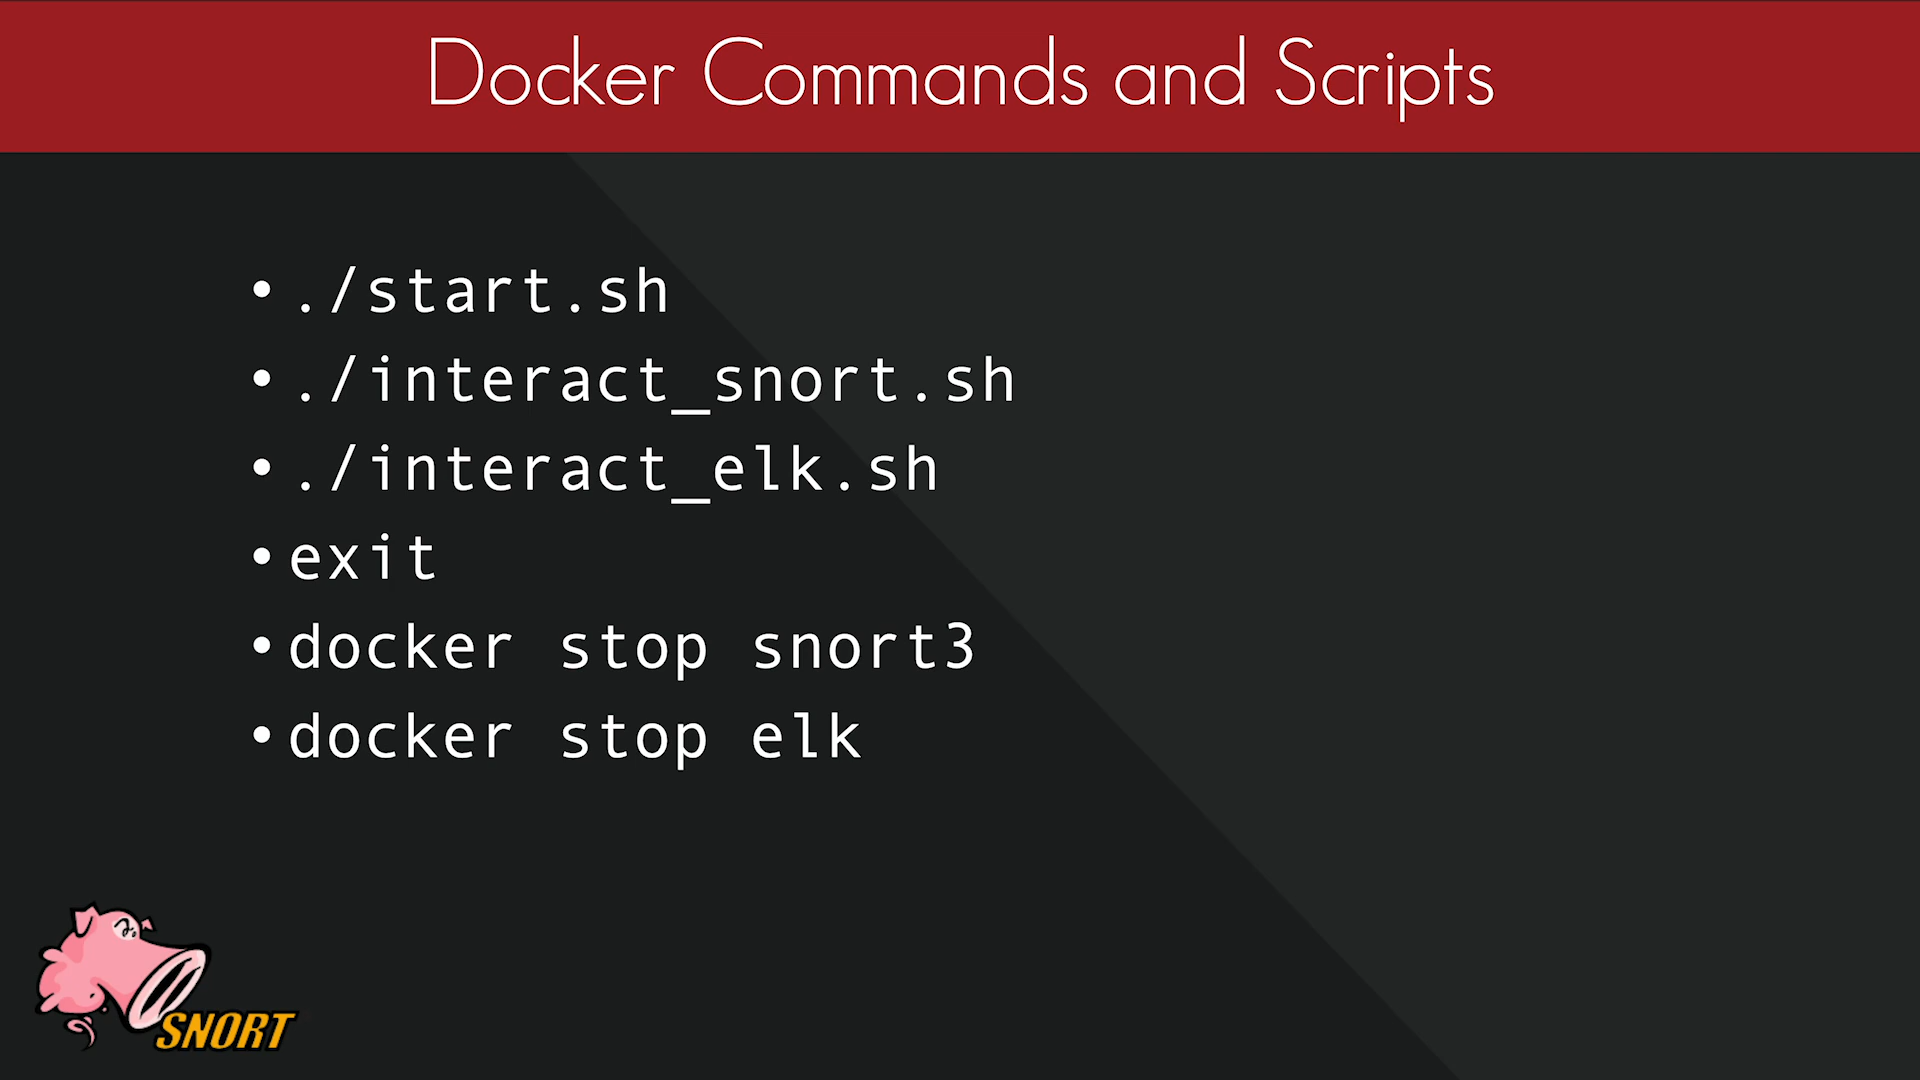 Docker Commands and Scripts
• ./start.sh
• ./interact_snort.sh
• ./interact_elk.sh
• exit
• docker stop snort3
• docker stop elk
SNORT